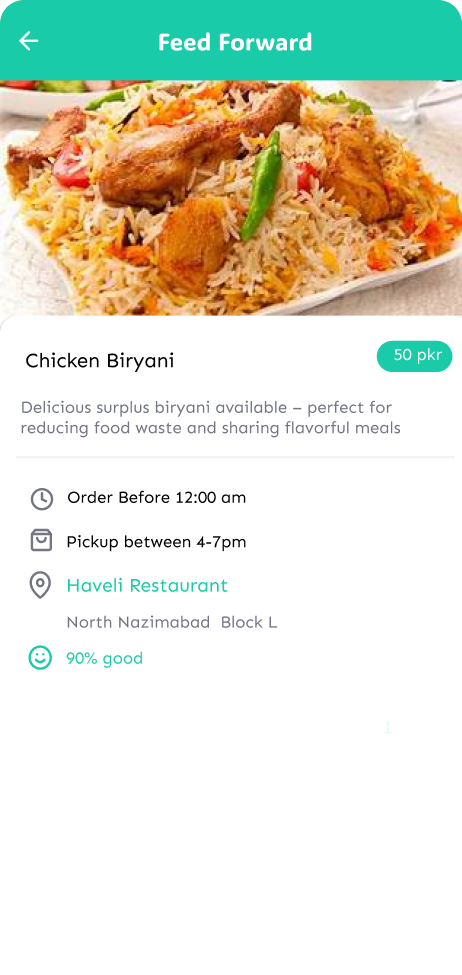 Feed Forward
Chicken Biryani
50 pkr
Delicious surplus biryani available – perfect for
reducing food waste and sharing flavorful meals
Order Before 12:00 am
Pickup between 4-7pm
Haveli Restaurant
North Nazimabad Block L
90% good
1